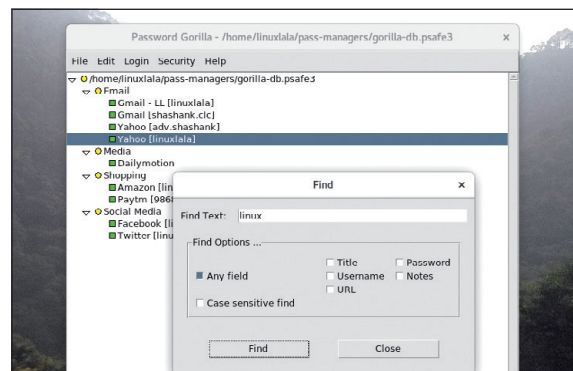 Password Gorilla - /home/linuxlala/pass-managers/gorilla-db.psafe3
File Edit Login Security Help
/home/linuxlala/pass-managers/gorilla-db.psafe3
Email
Gmail - LL [linuxlala]
Gmail [shashank.clc]
Yahoo [adv.shashank]
Yahoo [linuxlala]
Media
Dailymotion
Shopping
Amazon [lin
Paytm [986
Social Media
Facebook [li
Twitter [linu
Find
Find Text: linux
Find Options ...
Any field
Title
Password
Username
Notes
URL
Case sensitive find
Find
Close